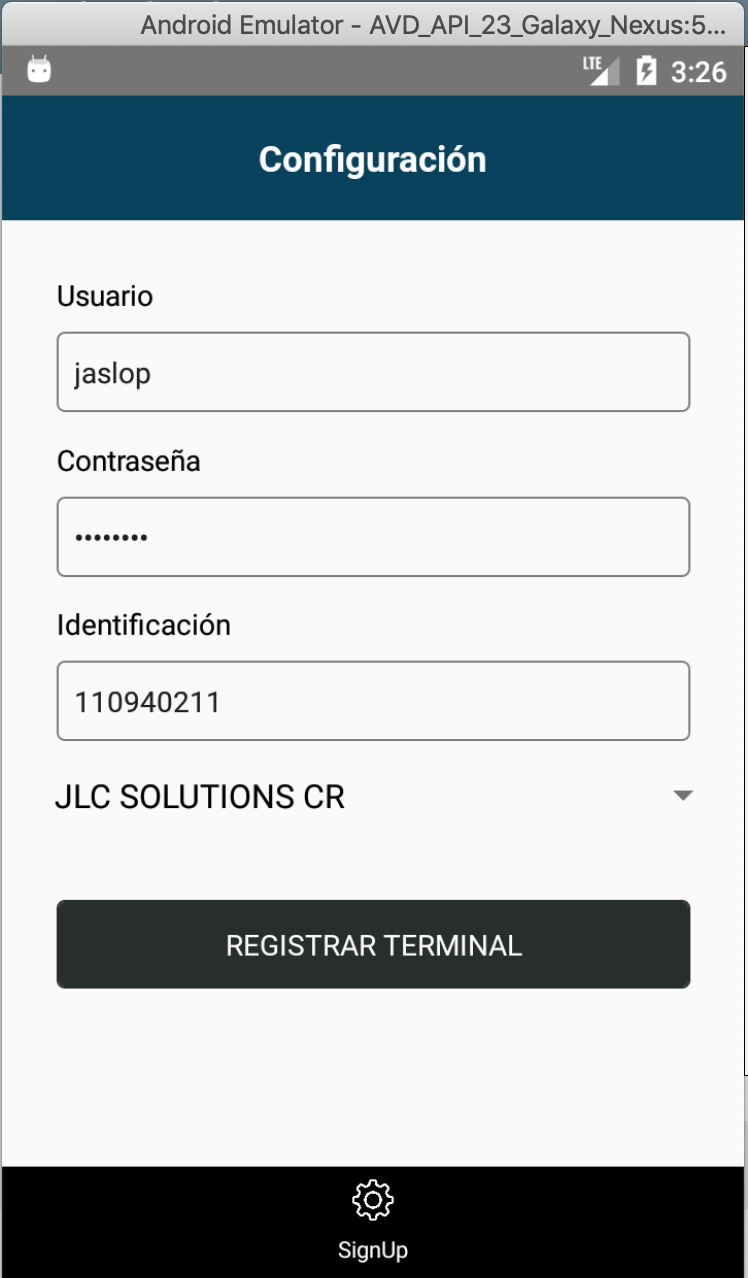 Android Emulator - AVD_API_23_Galaxy_Nexus:5...
LTE 3:26
Configuración
Usuario
jaslop
Contraseña
••••••••
Identificación
110940211
JLC SOLUTIONS CR
REGISTRAR TERMINAL
SignUp